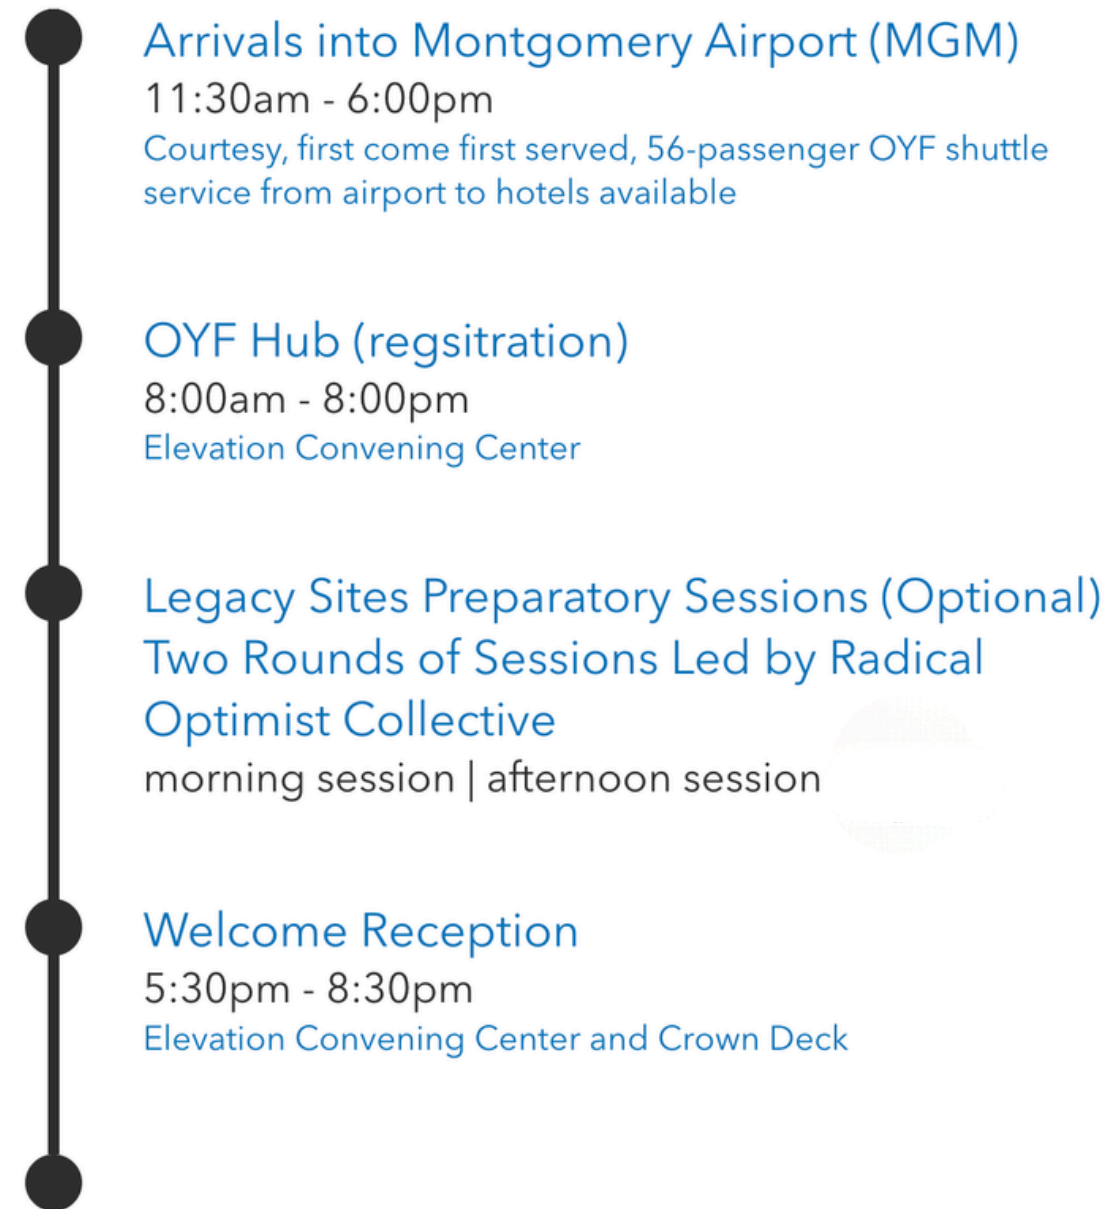 Arrivals into Montgomery Airport (MGM)
11:30am - 6:00pm
Courtesy, first come first served, 56-passenger OYF shuttle
service from airport to hotels available
OYF Hub (regsitration)
8:00am - 8:00pm
Elevation Convening Center
Legacy Sites Preparatory Sessions (Optional)
Two Rounds of Sessions Led by Radical
Optimist Collective
morning session | afternoon session
Welcome Reception
5:30pm - 8:30pm
Elevation Convening Center and Crown Deck